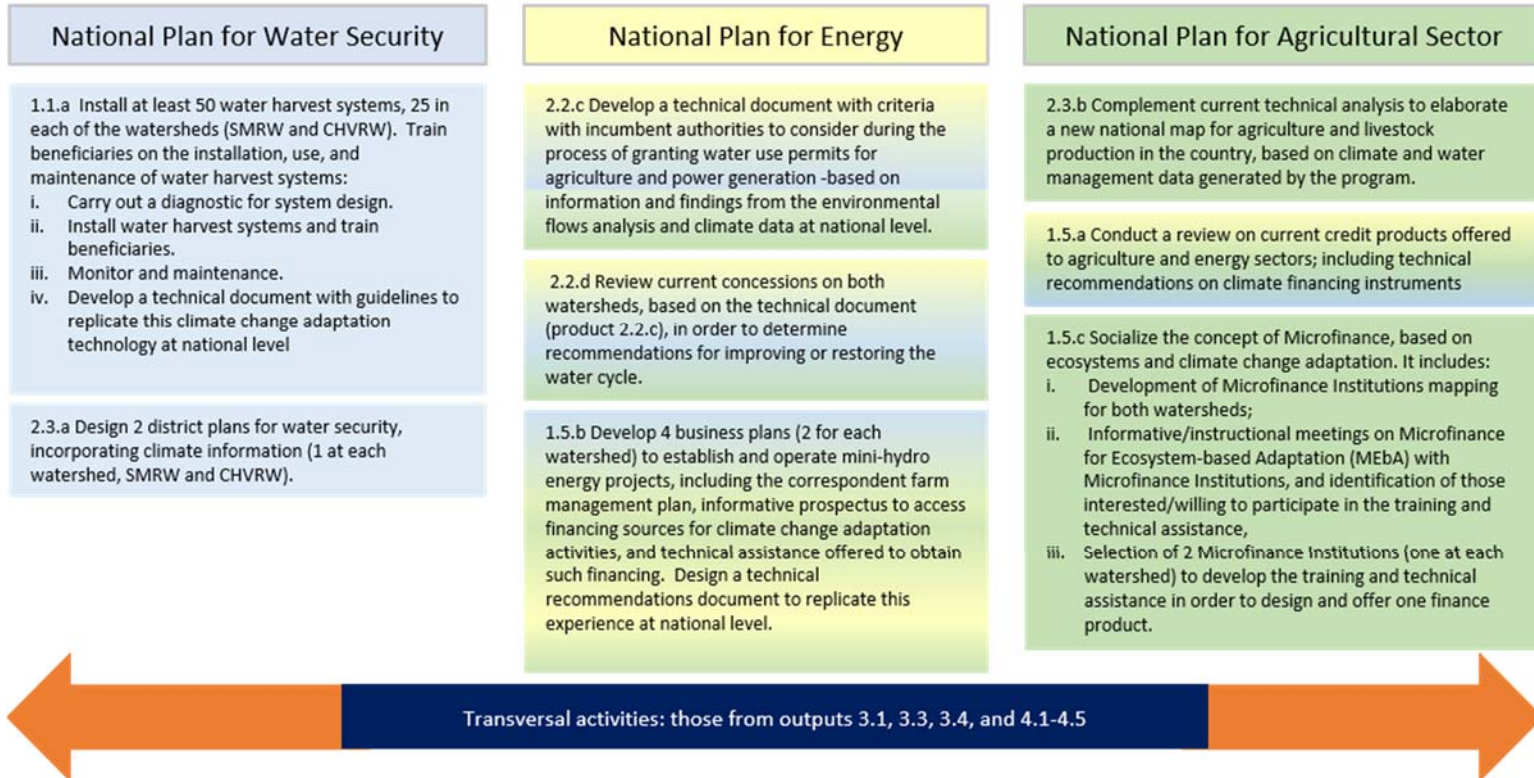 National Plan for Water Security
1.1.a Install at least 50 water harvest systems, 25 in
each of the watersheds (SMRW and CHVRW). Train
beneficiaries on the installation, use, and
maintenance of water harvest systems:
i. Carry out a diagnostic for system design.
ii. Install water harvest systems and train
beneficiaries.
iii. Monitor and maintenance.
iv. Develop a technical document with guidelines to
replicate this climate change adaptation
technology at national level
2.3.a Design 2 district plans for water security,
incorporating climate information (1 at each
watershed, SMRW and CHVRW).
National Plan for Energy
2.2.c Develop a technical document with criteria
with incumbent authorities to consider during the
process of granting water use permits for
agriculture and power generation -based on
information and findings from the environmental
flows analysis and climate data at national level.
2.2.d Review current concessions on both
watersheds, based on the technical document
(product 2.2.c), in order to determine
recommendations for improving or restoring the
water cycle.
1.5.b Develop 4 business plans (2 for each
watershed) to establish and operate mini-hydro
energy projects, including the correspondent farm
management plan, informative prospectus to access
financing sources for climate change adaptation
activities, and technical assistance offered to obtain
such financing. Design a technical
recommendations document to replicate this
experience at national level.
National Plan for Agricultural Sector
2.3.b Complement current technical analysis to elaborate
a new national map for agriculture and livestock
production in the country, based on climate and water
management data generated by the program.
1.5.a Conduct a review on current credit products offered
to agriculture and energy sectors; including technical
recommendations on climate financing instruments
1.5.c Socialize the concept of Microfinance, based on
ecosystems and climate change adaptation. It includes:
i. Development of Microfinance Institutions mapping
for both watersheds;
ii. Informative/instructional meetings on Microfinance
for Ecosystem-based Adaptation (MEbA) with
Microfinance Institutions, and identification of those
interested/willing to participate in the training and
technical assistance,
iii. Selection of 2 Microfinance Institutions (one at each
watershed) to develop the training and technical
assistance in order to design and offer one finance
product.
Transversal activities: those from outputs 3.1, 3.3, 3.4, and 4.1-4.5